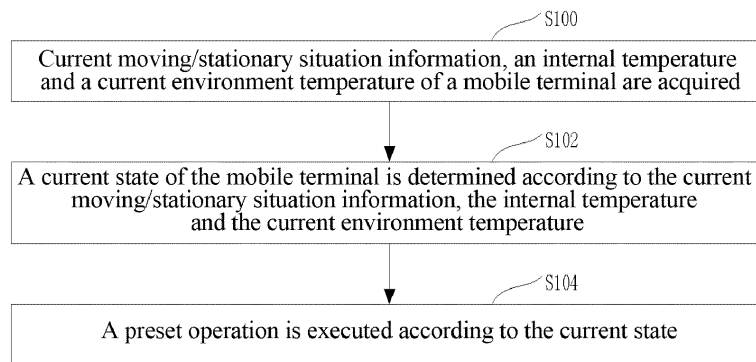 S100
Current moving/stationary situation information, an internal temperature
and a current environment temperature of a mobile terminal are acquired
S102
A current state of the mobile terminal is determined according to the current
moving/stationary situation information, the internal temperature
and the current environment temperature
S104
A preset operation is executed according to the current state